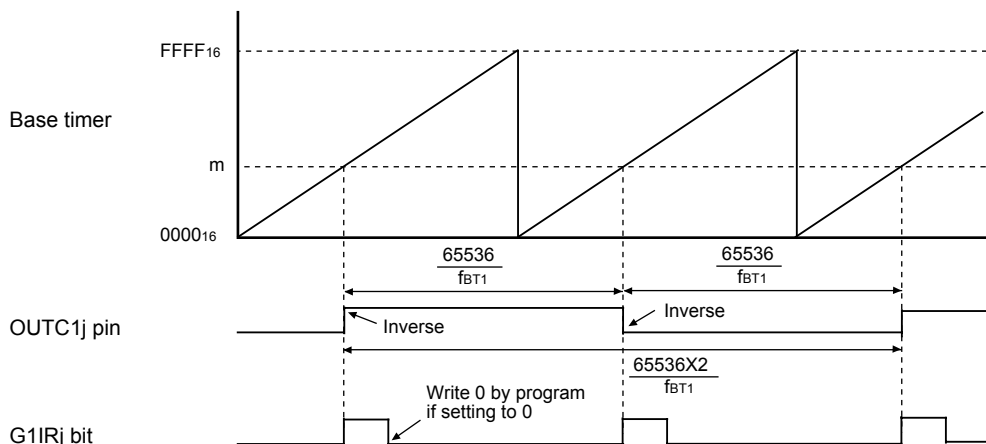 FFFF16
Base timer
m
000016
65536
fBT1
65536
fBT1
OUTC1j pin
Inverse
Inverse
65536X2
fBT1
Write 0 by program
if setting to 0
G1IRj bit